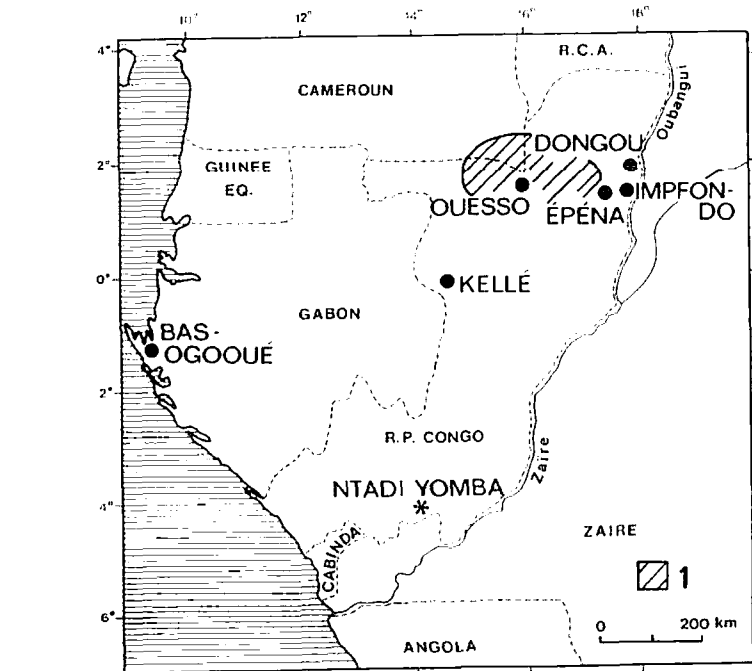 10° 12° 14° 16° 18°
4°
R.C.A.
CAMEROUN
Oubangui
2°
DONGOU
GUINEE
EQ.
OUESSO
ÉPÉNA
IMPFON-
DO
0°
KELLÉ
GABON
BAS-
OGOOUÉ
2°
R.P. CONGO
Zaïre
NTADI YOMBA
*
4°
ZAIRE
CABINDA
1
6°
0 200 km
ANGOLA